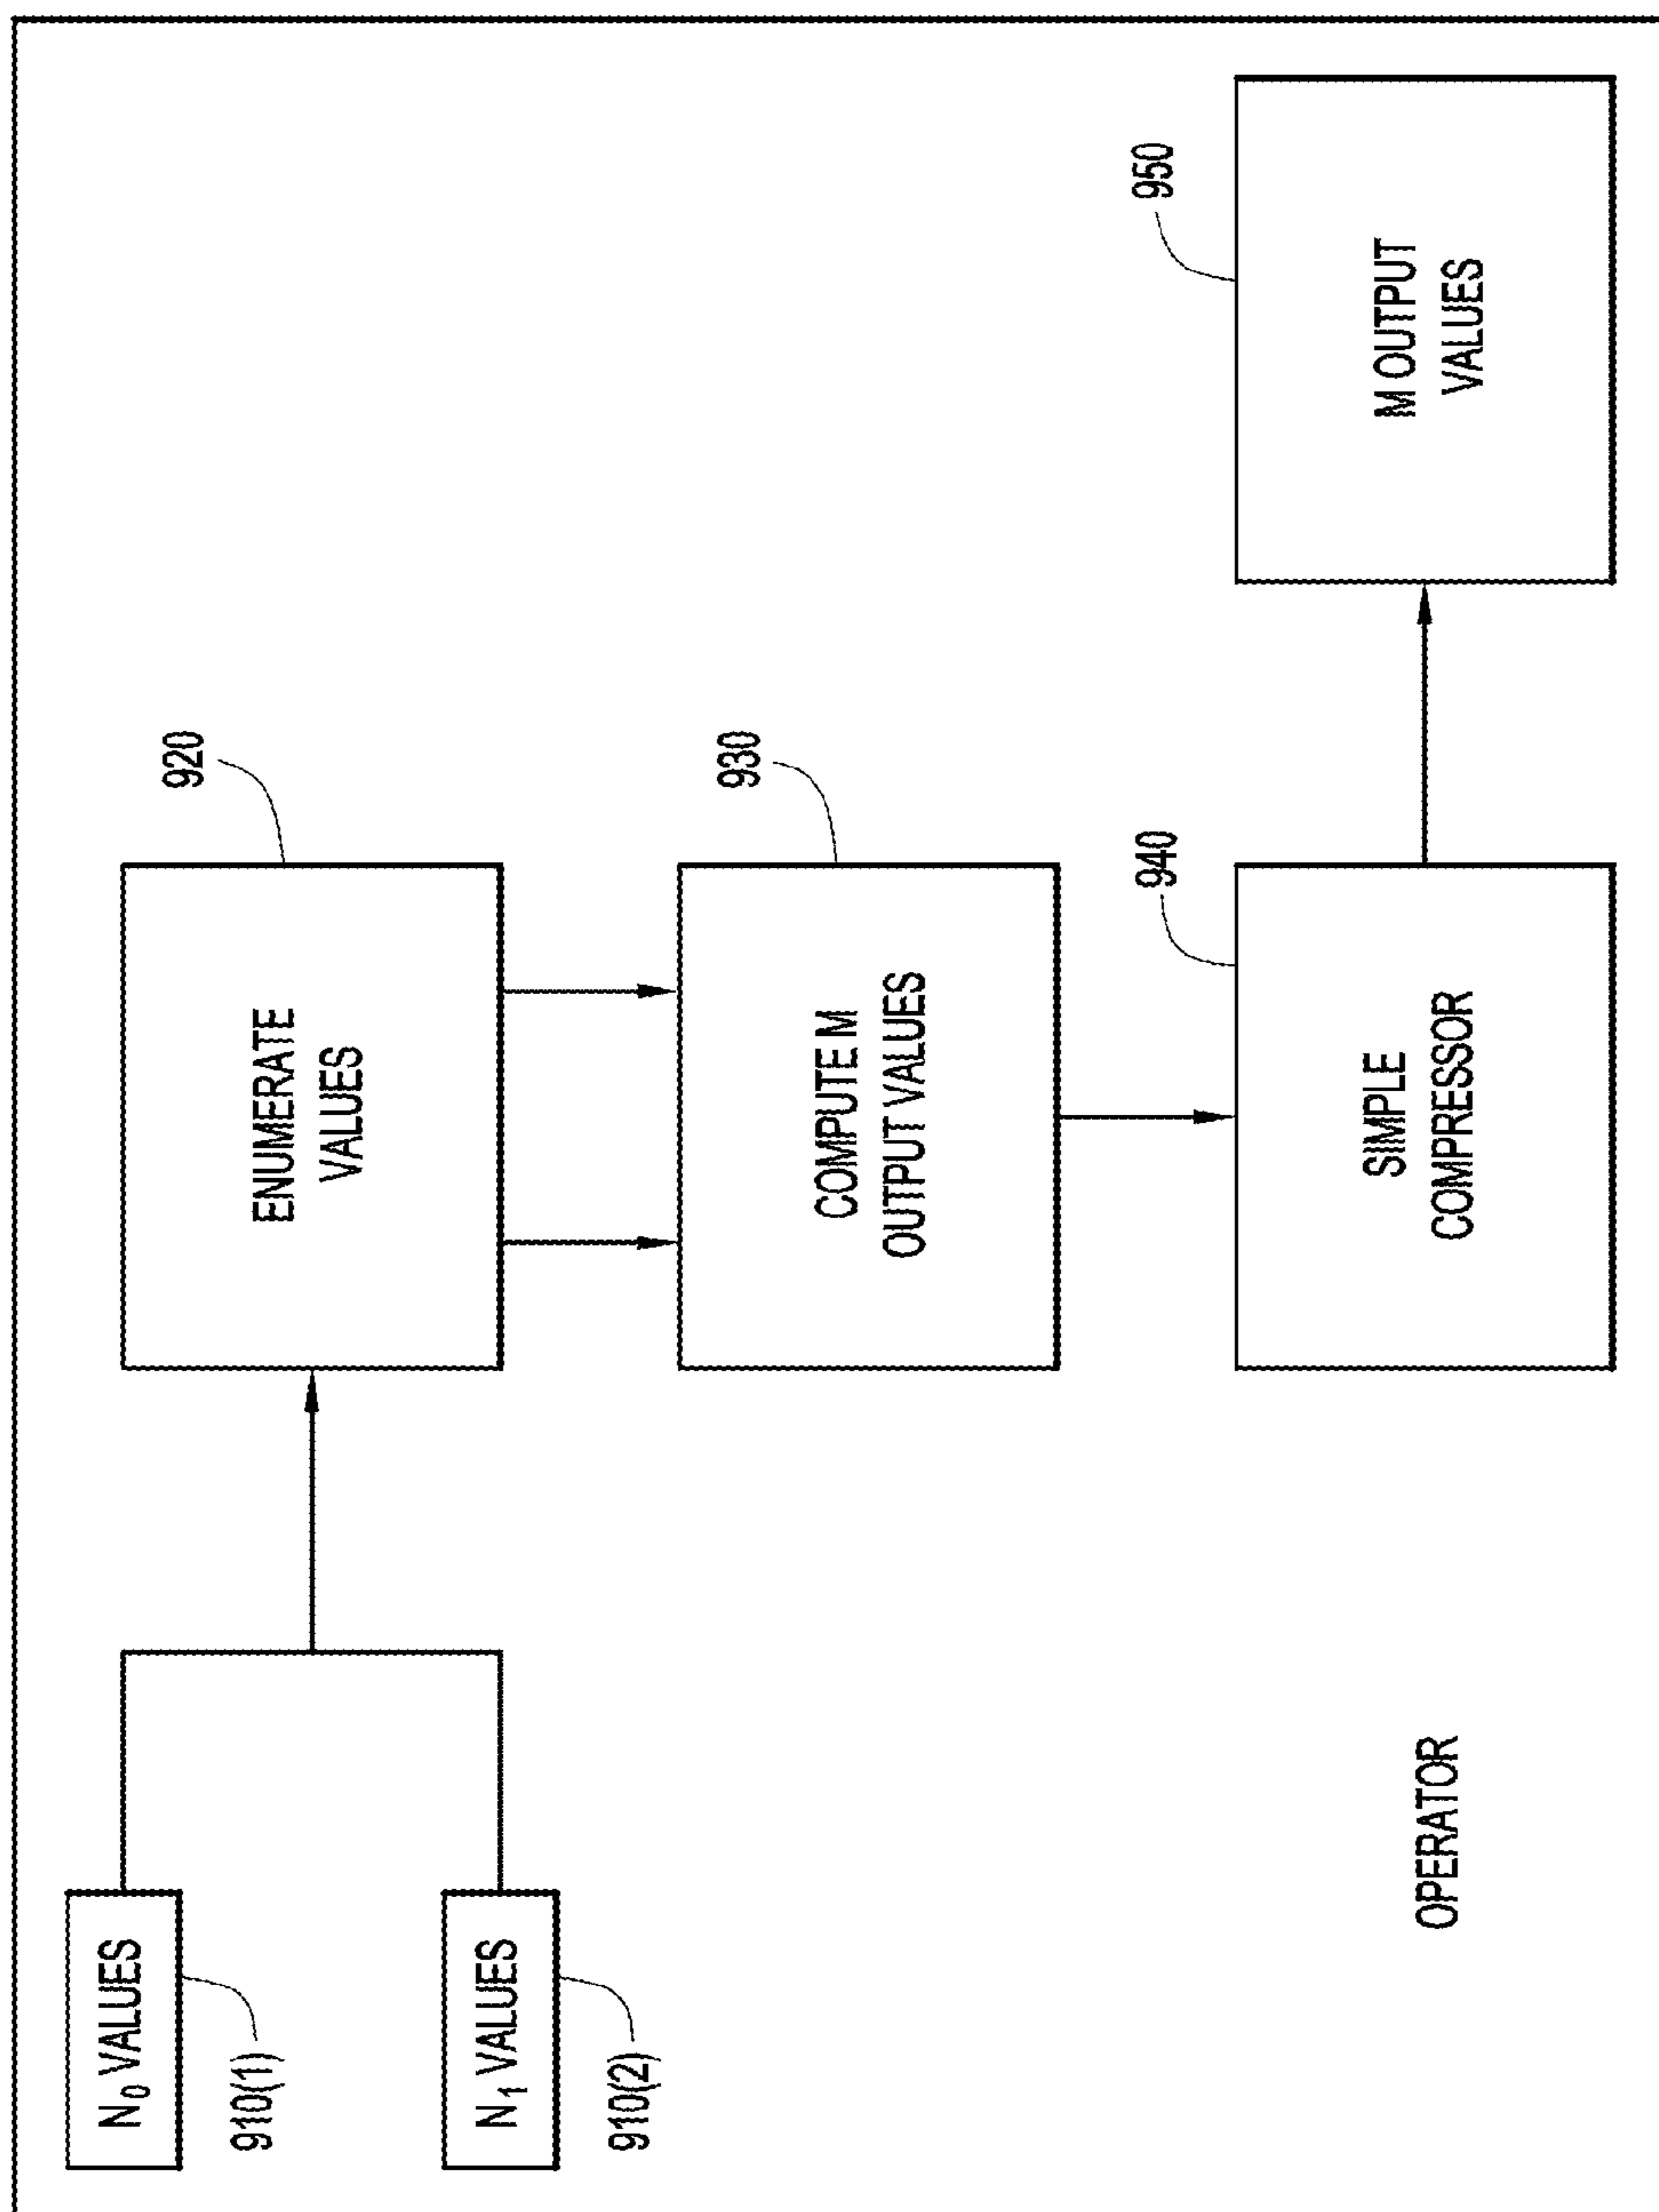 N₀ VALUES
910(1)
N₁ VALUES
910(2)
920
ENUMERATE
VALUES
930
COMPUTE M
OUTPUT VALUES
940
SIMPLE
COMPRESSOR
950
M OUTPUT
VALUES
OPERATOR